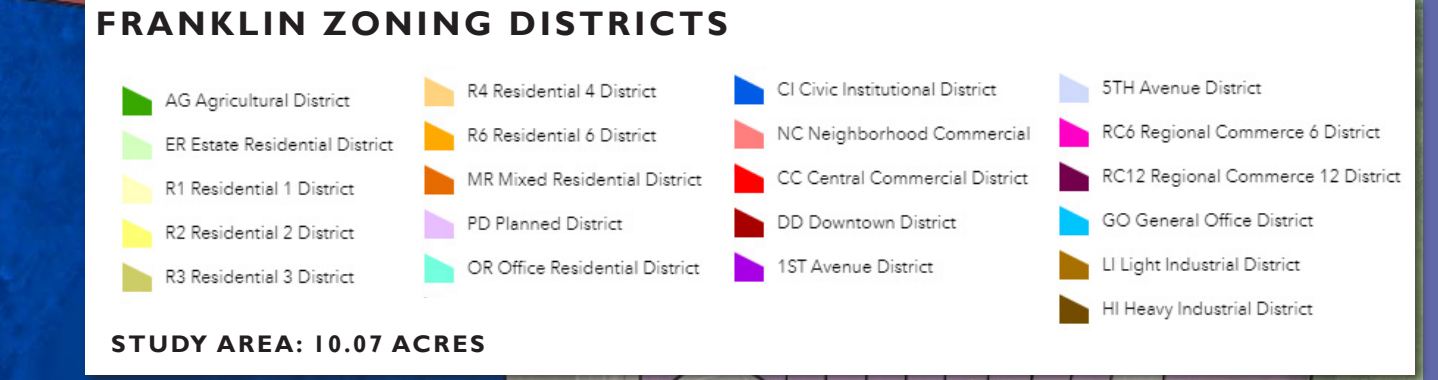 FRANKLIN ZONING DISTRICTS
AG Agricultural District
ER Estate Residential District
R1 Residential 1 District
R2 Residential 2 District
R3 Residential 3 District
R4 Residential 4 District
R6 Residential 6 District
MR Mixed Residential District
PD Planned District
OR Office Residential District
CI Civic Institutional District
NC Neighborhood Commercial
CC Central Commercial District
DD Downtown District
1ST Avenue District
5TH Avenue District
RC6 Regional Commerce 6 District
RC12 Regional Commerce 12 District
GO General Office District
LI Light Industrial District
HI Heavy Industrial District
STUDY AREA: 10.07 ACRES